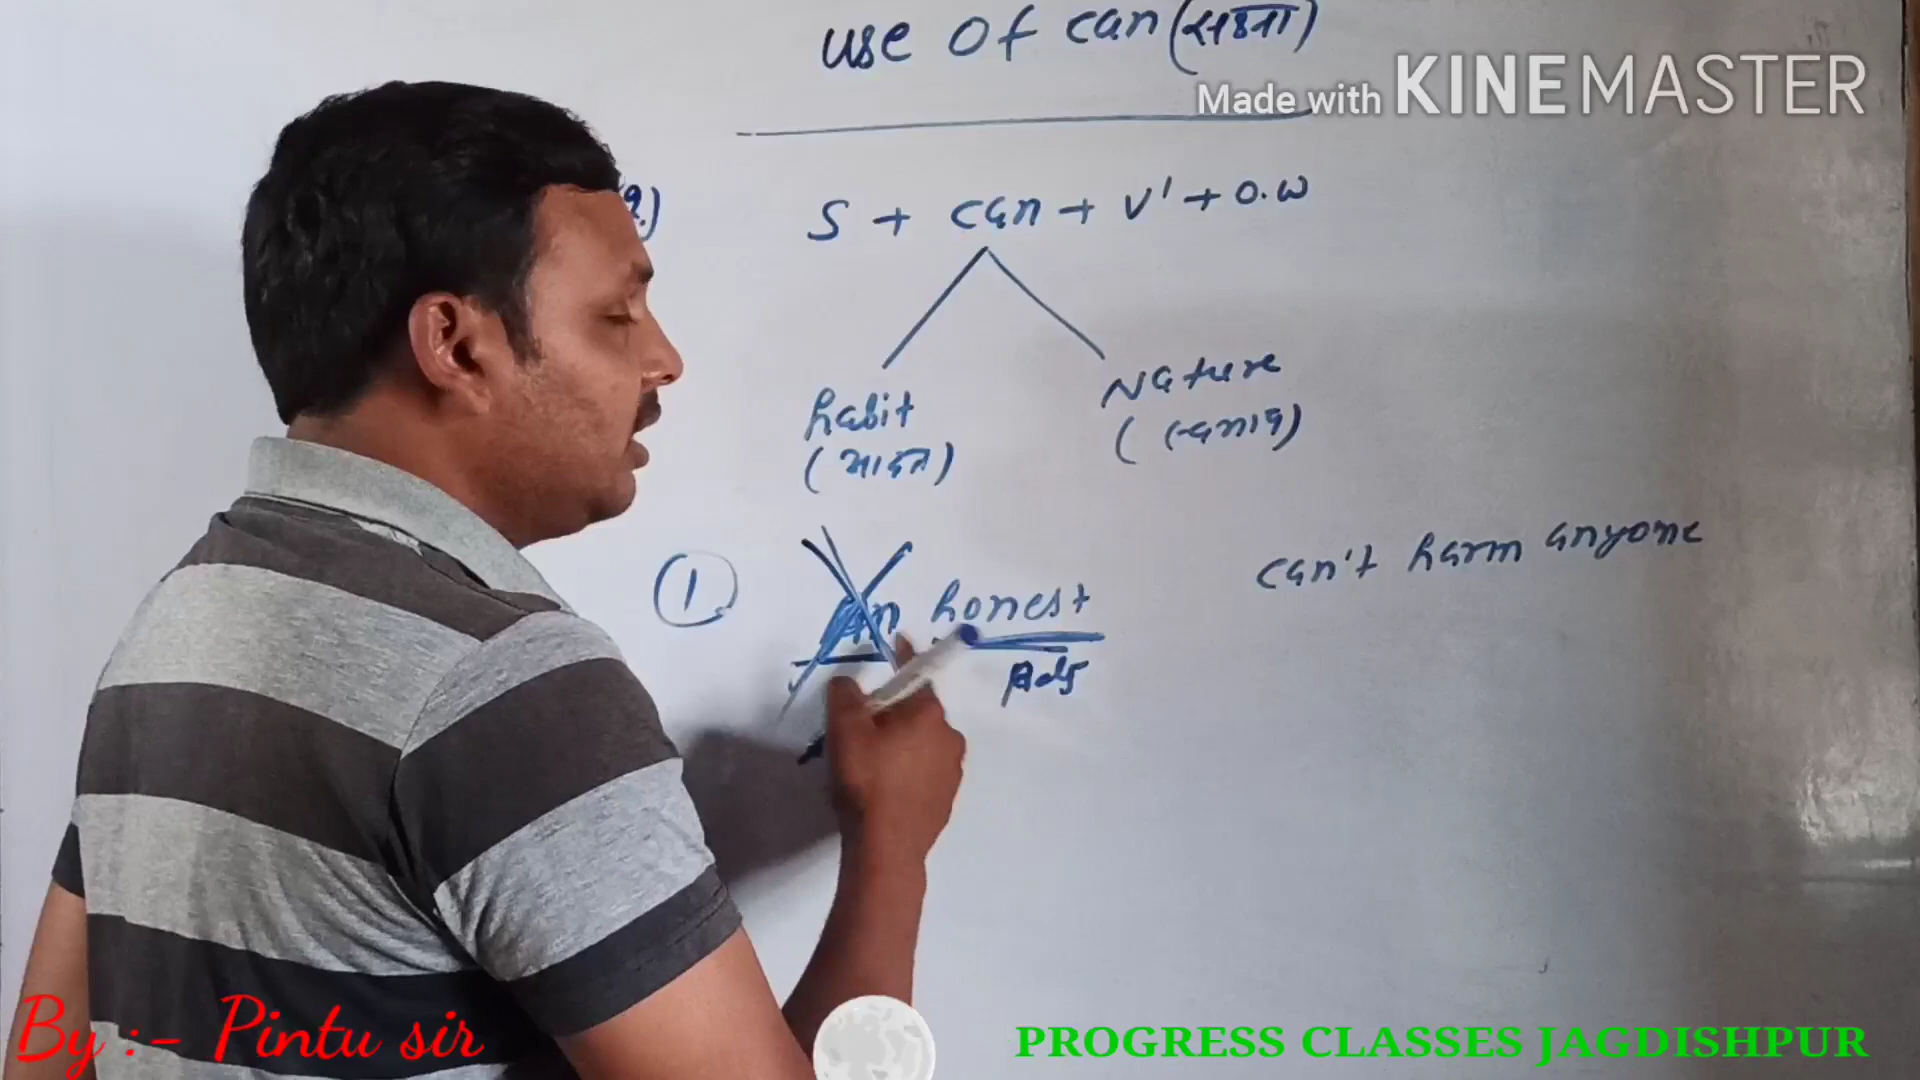 use of can (सकना)
Made with KINEMASTER
S + can + V' + O.W
habit
(आदत)
Nature
(स्वभाव)
can't harm anyone
1
An honest
Adj
By :- Pintu sir
PROGRESS CLASSES JAGDISHPUR